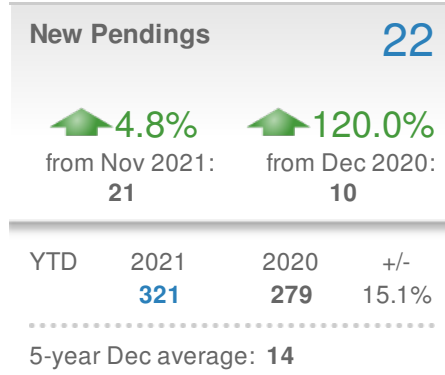 New Pendings 22
4.8% 120.0%
from Nov 2021: from Dec 2020:
21 10
YTD 2021 2020 +/-
321 279 15.1%
5-year Dec average: 14